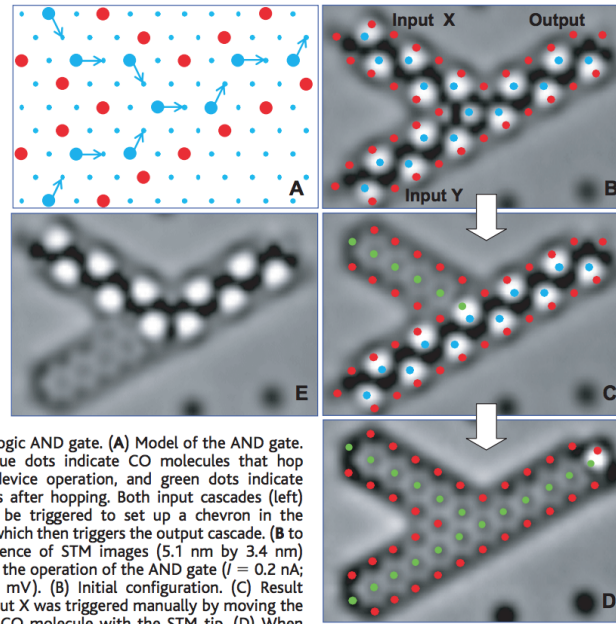 Input X
Output
A
B
Input Y
E
C
ogic AND gate. (A) Model of the AND gate.
ue dots indicate CO molecules that hop
device operation, and green dots indicate
s after hopping. Both input cascades (left)
be triggered to set up a chevron in the
which then triggers the output cascade. (B to
ence of STM images (5.1 nm by 3.4 nm)
the operation of the AND gate (I = 0.2 nA;
mV). (B) Initial configuration. (C) Result
ut X was triggered manually by moving the
CO molecule with the STM tip. (D) When
D